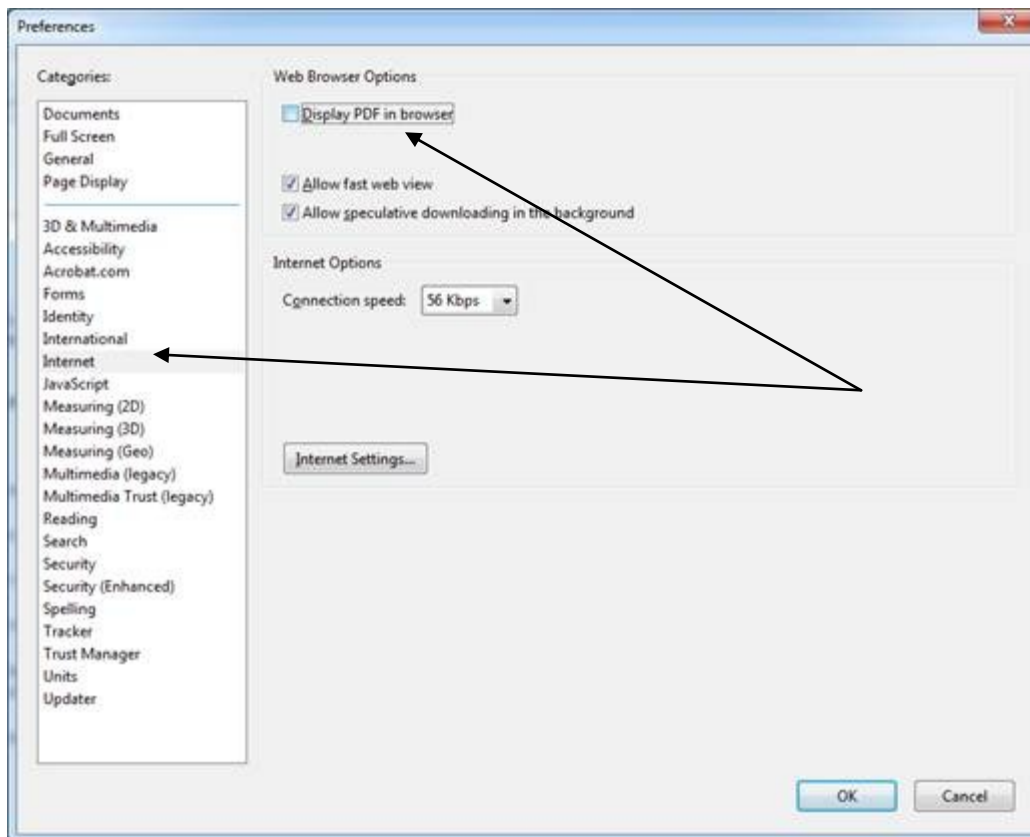 Preferences
Categories:
Documents
Full Screen
General
Page Display
3D & Multimedia
Accessibility
Acrobat.com
Forms
Identity
International
Internet
JavaScript
Measuring (2D)
Measuring (3D)
Measuring (Geo)
Multimedia (legacy)
Multimedia Trust (legacy)
Reading
Search
Security
Security (Enhanced)
Spelling
Tracker
Trust Manager
Units
Updater
Web Browser Options
Display PDF in browser
Allow fast web view
Allow speculative downloading in the background
Internet Options
Connection speed: 56 Kbps
Internet Settings...
OK Cancel